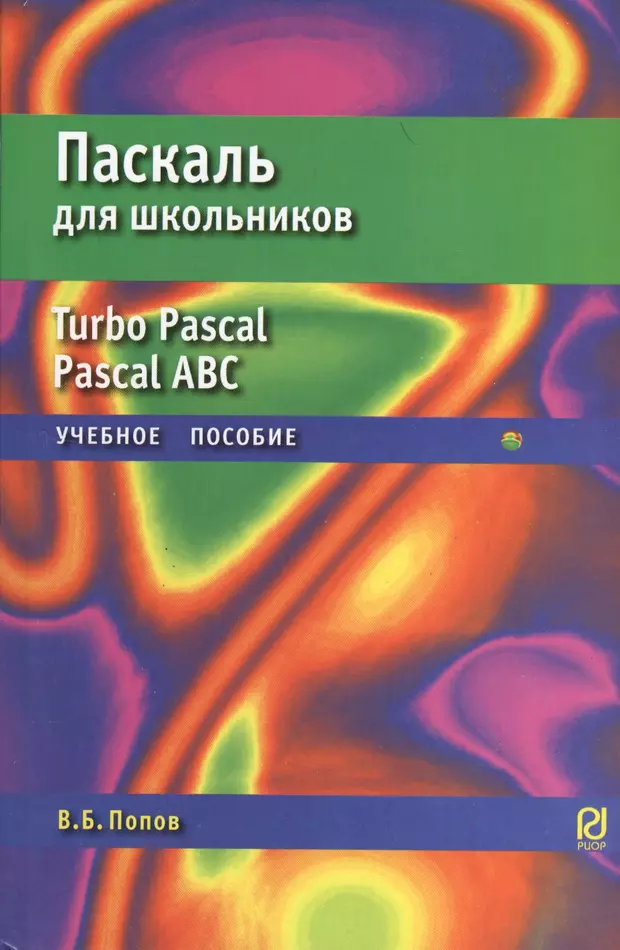 Паскаль
для школьников
Turbo Pascal
Pascal ABC
УЧЕБНОЕ ПОСОБИЕ
В.Б. Попов
РИОР